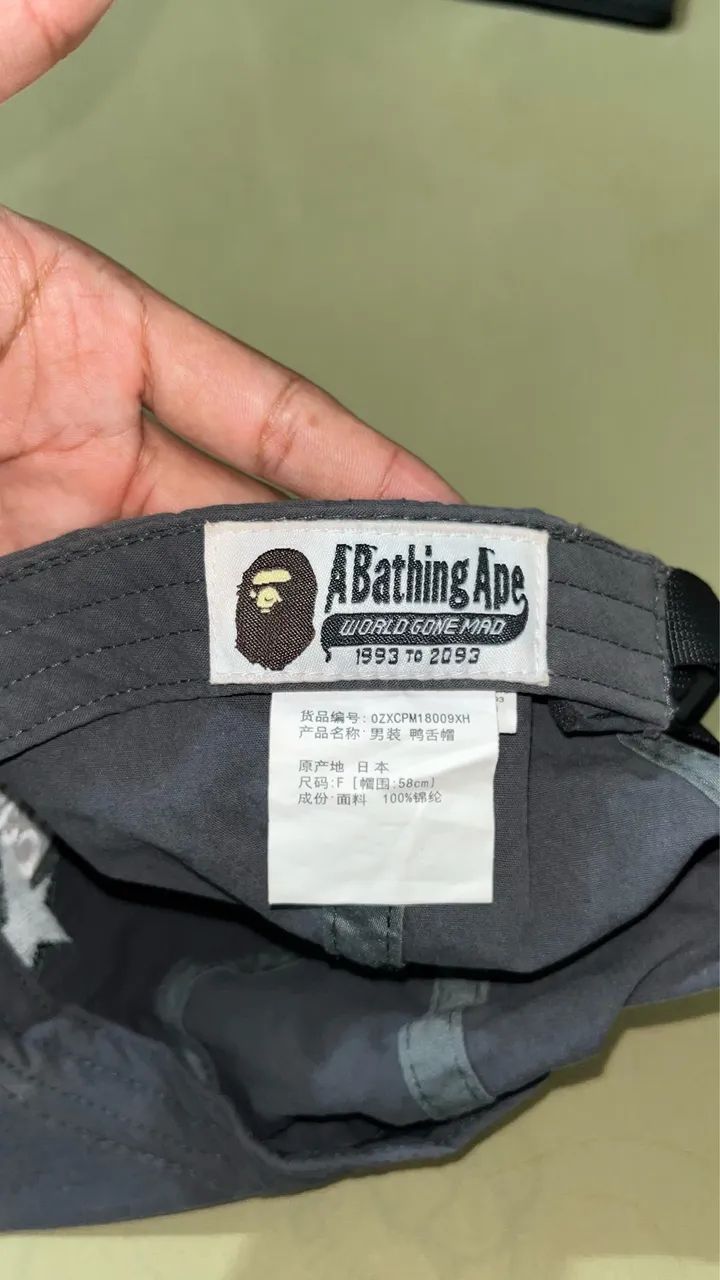 A Bathing Ape
WORLD GONE MAD
1993 TO 2093
货品编号: 0ZXCPM18009XH
产品名称: 男装 鸭舌帽
原产地 日本
尺码:F [帽围:58cm]
成份:面料 100%锦纶